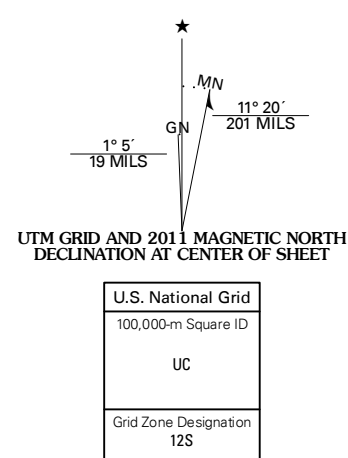 ★
MN
GN
11° 20´
201 MILS
1° 5´
19 MILS
UTM GRID AND 2011 MAGNETIC NORTH
DECLINATION AT CENTER OF SHEET
U.S. National Grid
100,000-m Square ID
UC
Grid Zone Designation
12S